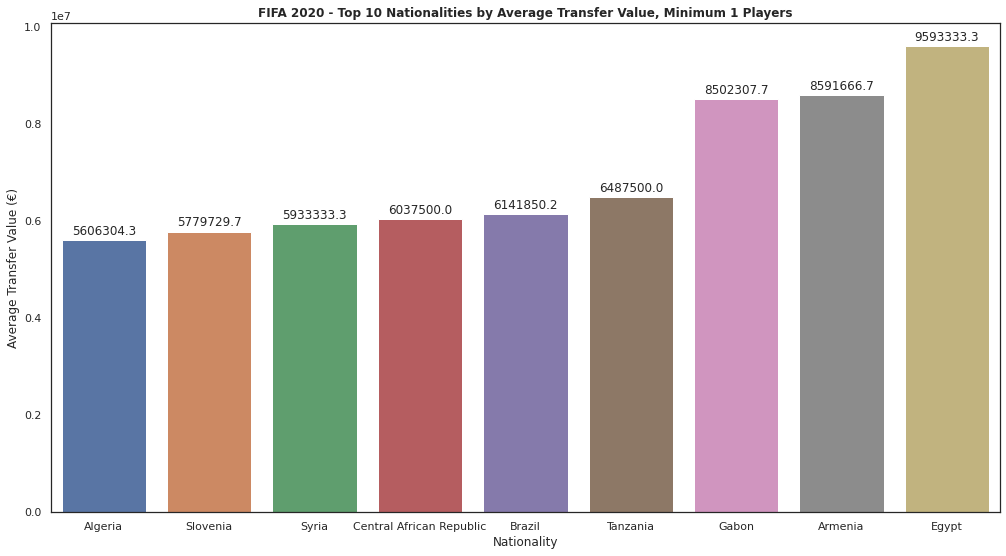 FIFA 2020 - Top 10 Nationalities by Average Transfer Value, Minimum 1 Players
1e7
1.0
0.8
0.6
0.4
0.2
0.0
Average Transfer Value (€)
5606304.3
5779729.7
5933333.3
6037500.0
6141850.2
6487500.0
8502307.7
8591666.7
9593333.3
Algeria
Slovenia
Syria
Central African Republic
Brazil
Tanzania
Gabon
Armenia
Egypt
Nationality